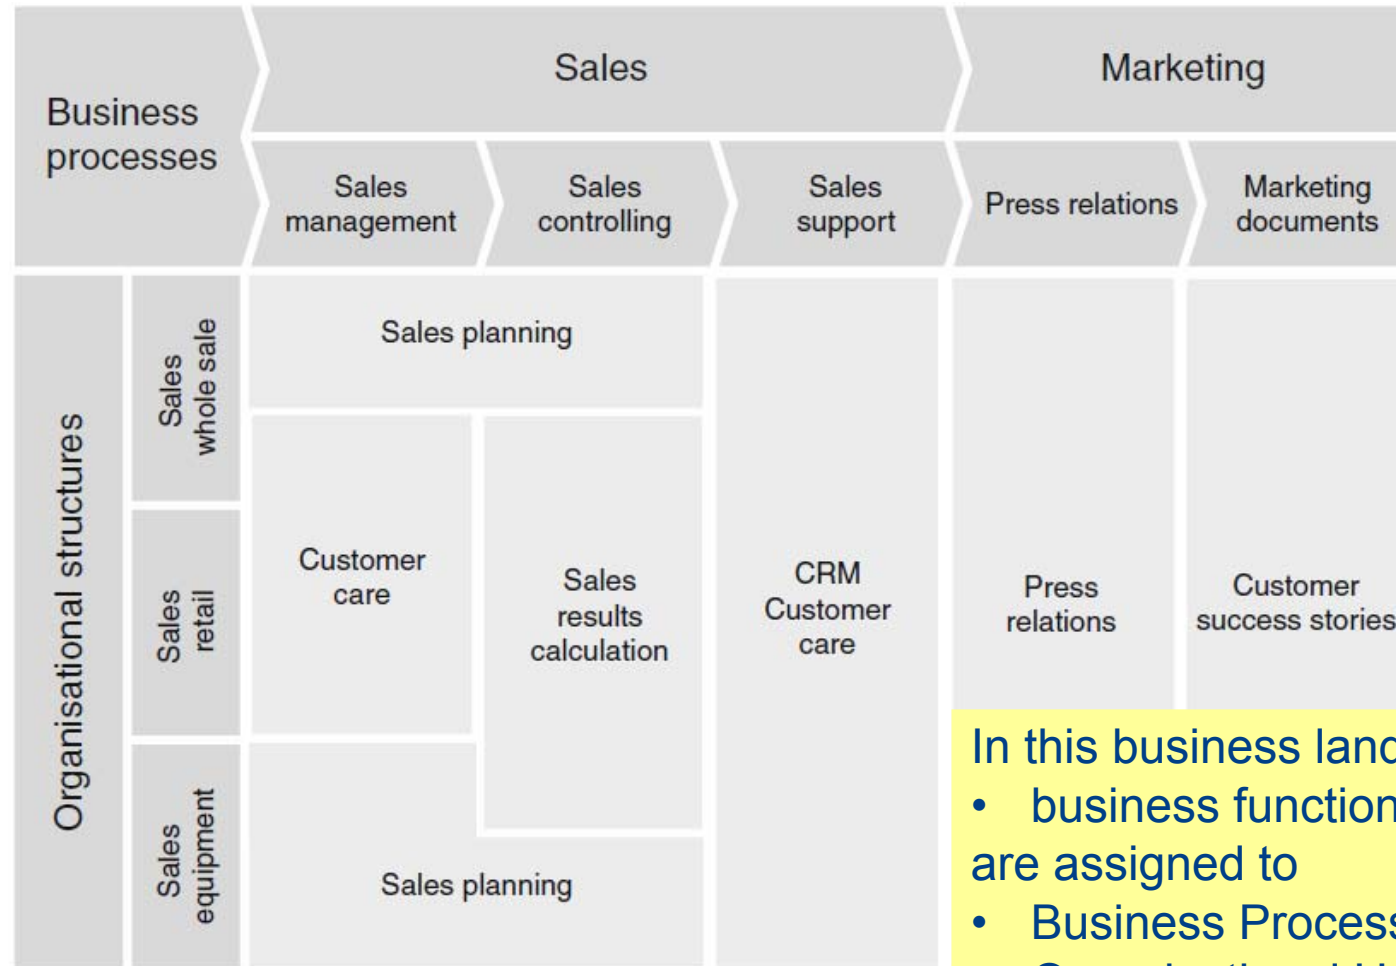 Business
processes
Sales
Marketing
Sales
management
Sales
controlling
Sales
support
Press relations
Marketing
documents
Organisational structures
Sales
whole sale
Sales
retail
Sales
equipment
Sales planning
Customer
care
Sales
results
calculation
CRM
Customer
care
Press
relations
Customer
success stories
Sales planning
In this business land
• business function
are assigned to
• Business Process